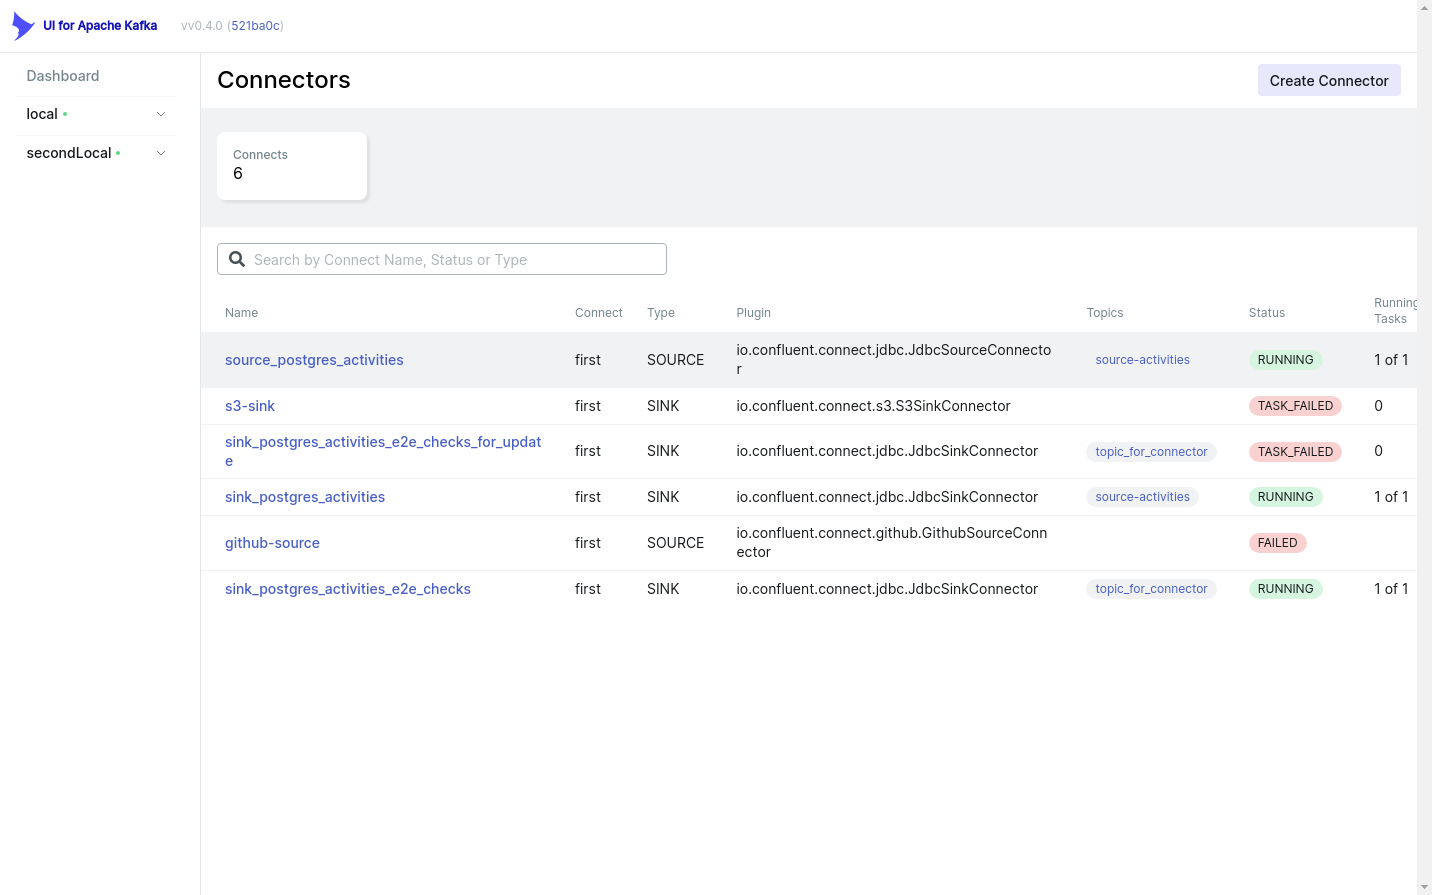 UI for Apache Kafka
vv0.4.0 (521ba0c)
Dashboard
local
secondLocal
Connectors
Create Connector
Connects
6
Search by Connect Name, Status or Type
Name Connect Type Plugin Topics Status Running
Tasks
source_postgres_activities first SOURCE io.confluent.connect.jdbc.JdbcSourceConnecto
r source-activities RUNNING 1 of 1
s3-sink first SINK io.confluent.connect.s3.S3SinkConnector TASK_FAILED 0
sink_postgres_activities_e2e_checks_for_updat
e first SINK io.confluent.connect.jdbc.JdbcSinkConnector topic_for_connector TASK_FAILED 0
sink_postgres_activities first SINK io.confluent.connect.jdbc.JdbcSinkConnector source-activities RUNNING 1 of 1
github-source first SOURCE io.confluent.connect.github.GithubSourceConn
ector FAILED
sink_postgres_activities_e2e_checks first SINK io.confluent.connect.jdbc.JdbcSinkConnector topic_for_connector RUNNING 1 of 1